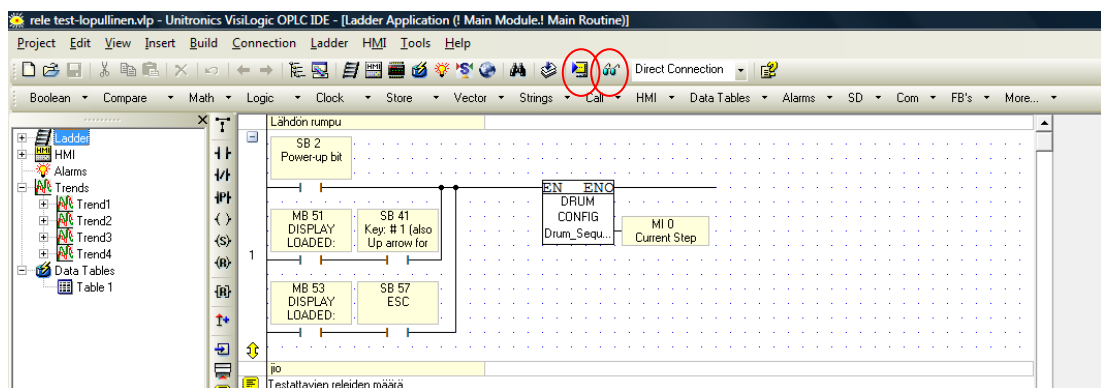 rele test-lopullinen.vlp - Unitronics VisiLogic OPLC IDE - [Ladder Application (! Main Module.! Main Routine)]
Project Edit View Insert Build Connection Ladder HMI Tools Help
Direct Connection
Boolean Compare Math Logic Clock Store Vector Strings Call HMI Data Tables Alarms SD Com FB's More...
Ladder
HMI
Alarms
Trends
Trend1
Trend2
Trend3
Trend4
Data Tables
Table 1
Lähdön rumpu
SB 2
Power-up bit
EN ENO
DRUM
CONFIG
Drum_Sequ...
MI 0
Current Step
MB 51
DISPLAY
LOADED:
SB 41
Key: # 1 (also
Up arrow for
1
MB 53
DISPLAY
LOADED:
SB 57
ESC
jio
Testattavien releiden määrä